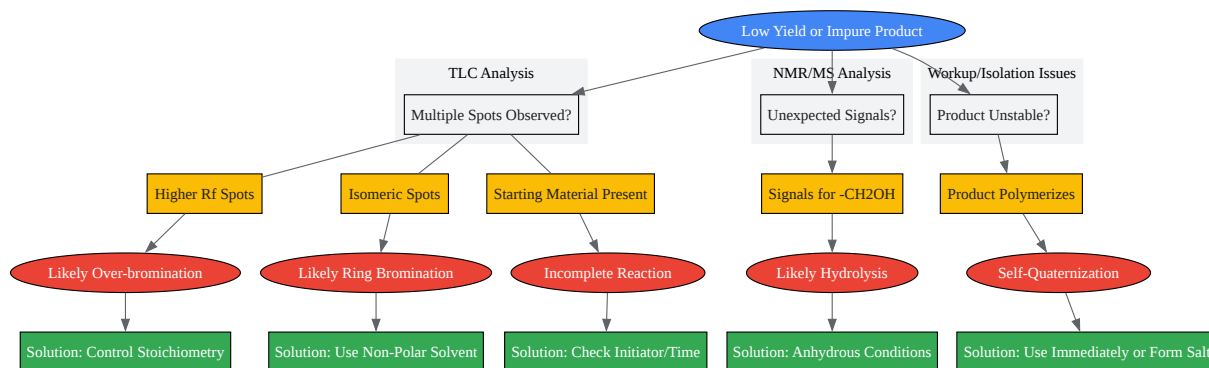 Low Yield or Impure Product
TLC Analysis
NMR/MS Analysis
Workup/Isolation Issues
Multiple Spots Observed?
Unexpected Signals?
Product Unstable?
Higher Rf Spots
Isomeric Spots
Starting Material Present
Signals for -CH2OH
Product Polymerizes
Likely Over-bromination
Likely Ring Bromination
Incomplete Reaction
Likely Hydrolysis
Self-Quaternization
Solution: Control Stoichiometry
Solution: Use Non-Polar Solvent
Solution: Check Initiator/Time
Solution: Anhydrous Conditions
Solution: Use Immediately or Form Salt